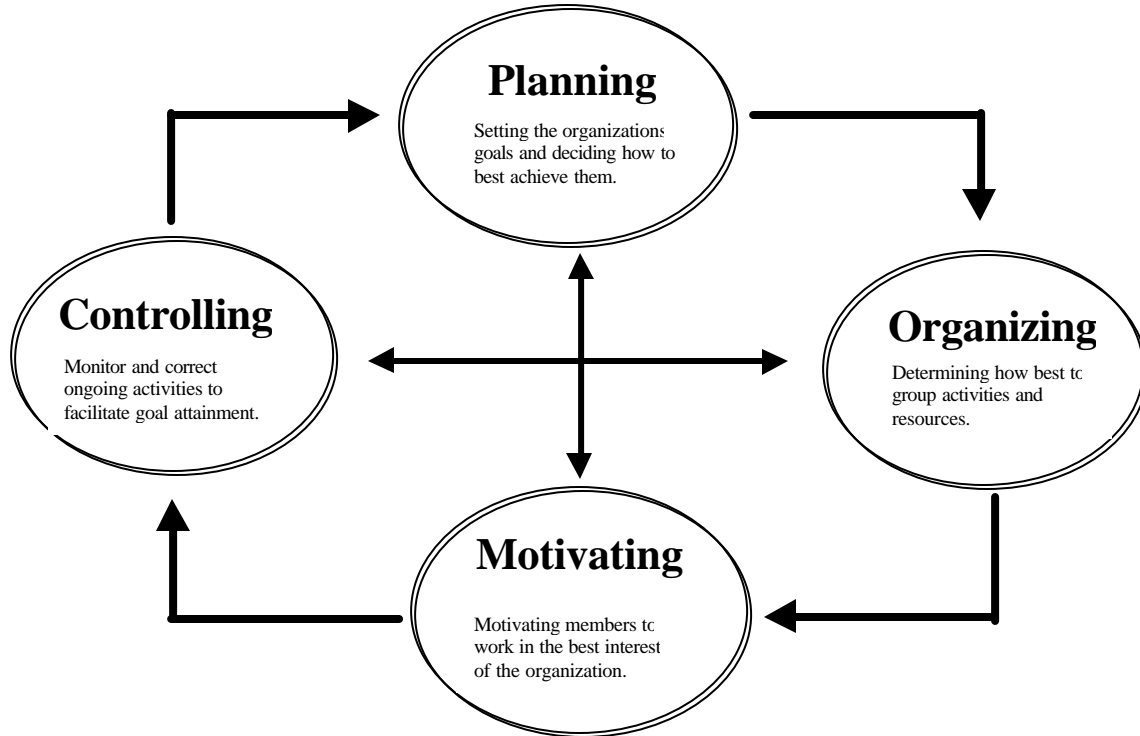 Planning
Setting the organizations
goals and deciding how to
best achieve them.
Controlling
Monitor and correct
ongoing activities to
facilitate goal attainment.
Organizing
Determining how best to
group activities and
resources.
Motivating
Motivating members to
work in the best interest
of the organization.